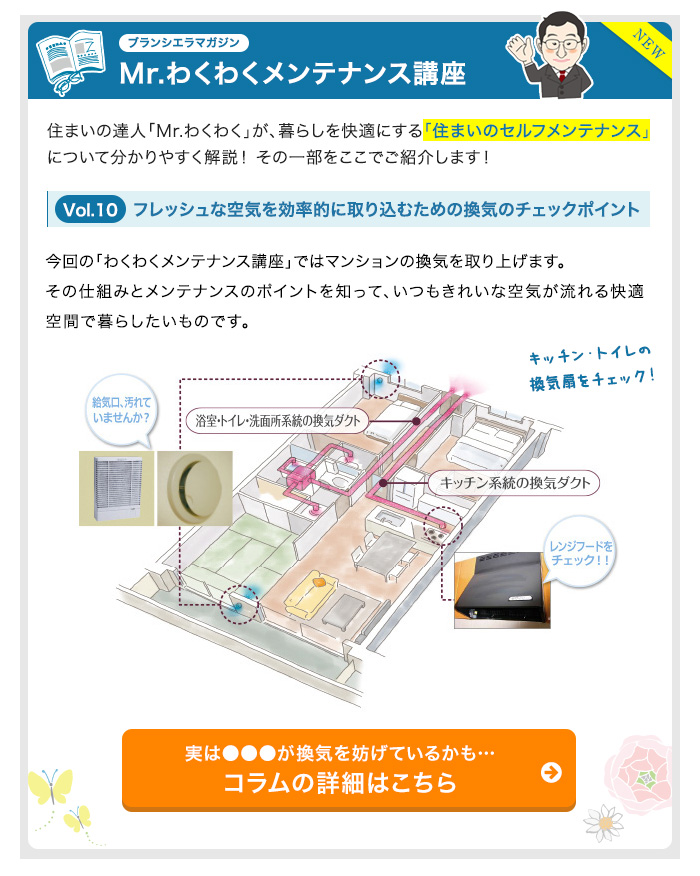 ブランシエラマガジン
Mr.わくわくメンテナンス講座
NEW
住まいの達人「Mr.わくわく」が、暮らしを快適にする「住まいのセルフメンテナンス」
について分かりやすく解説！ その一部をここでご紹介します！
Vol.10 フレッシュな空気を効率的に取り込むための換気のチェックポイント
今回の「わくわくメンテナンス講座」ではマンションの換気を取り上げます。
その仕組みとメンテナンスのポイントを知って、いつもきれいな空気が流れる快適
空間で暮らしたいものです。
キッチン・トイレの
換気扇をチェック！
給気口、汚れて
いませんか？
浴室・トイレ・洗面所系統の換気ダクト
キッチン系統の換気ダクト
レンジフードを
チェック！！
実は●●●が換気を妨げているかも…
コラムの詳細はこちら